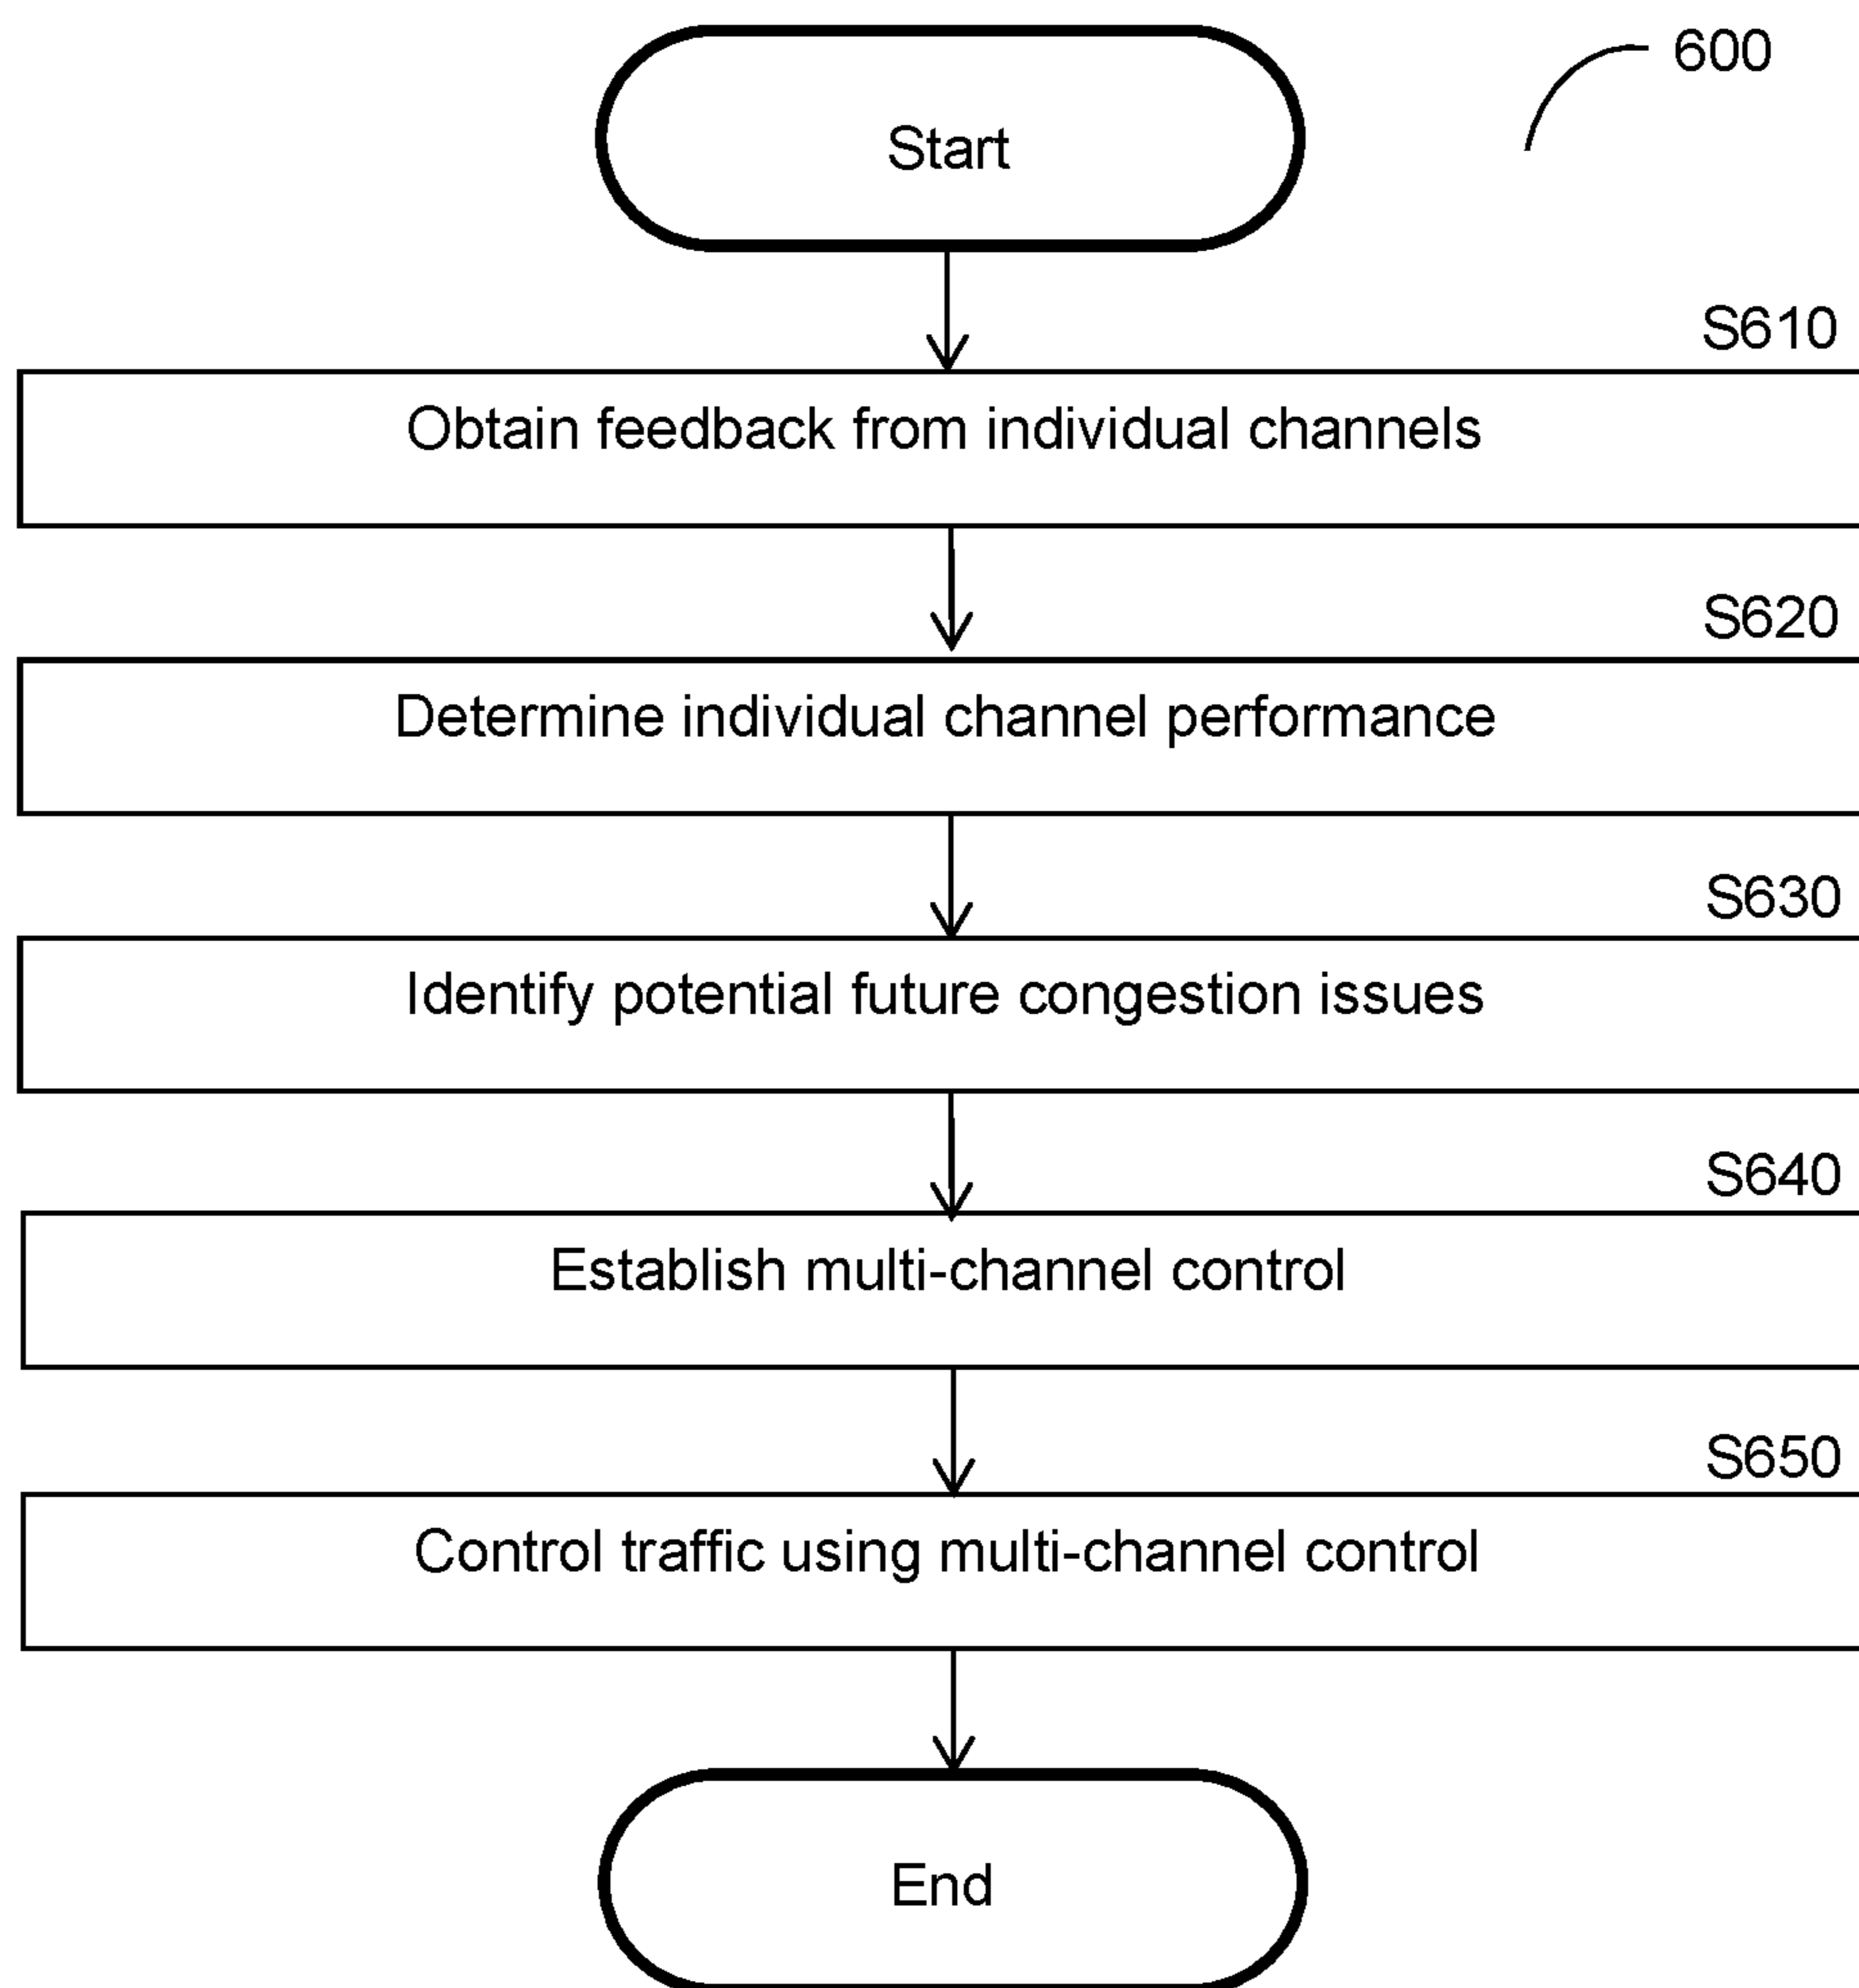 600
Start
S610
Obtain feedback from individual channels
S620
Determine individual channel performance
S630
Identify potential future congestion issues
S640
Establish multi-channel control
S650
Control traffic using multi-channel control
End